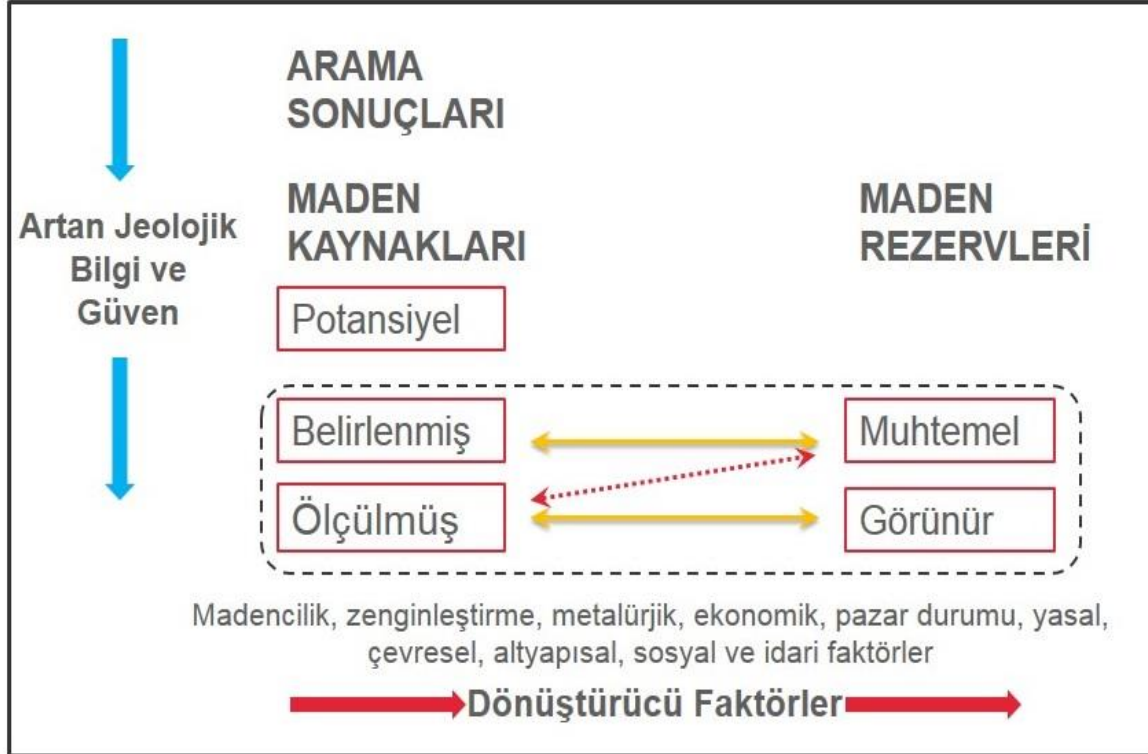 ARAMA
SONUÇLARI
Artan Jeolojik
Bilgi ve
Güven
MADEN
KAYNAKLARI
MADEN
REZERVLERİ
Potansiyel
Belirlenmiş
Muhtemel
Ölçülmüş
Görünür
Madencilik, zenginleştirme, metalürjik, ekonomik, pazar durumu, yasal,
çevresel, altyapısal, sosyal ve idari faktörler
Dönüştürücü Faktörler